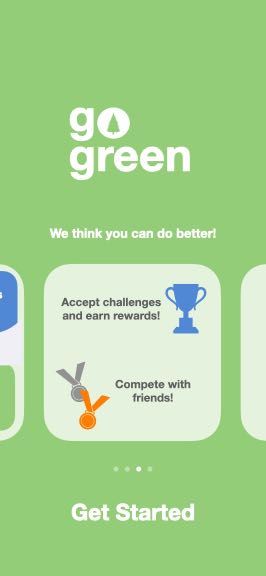 go
green
We think you can do better!
s
Accept challenges
and earn rewards!
Compete with
friends!
Get Started